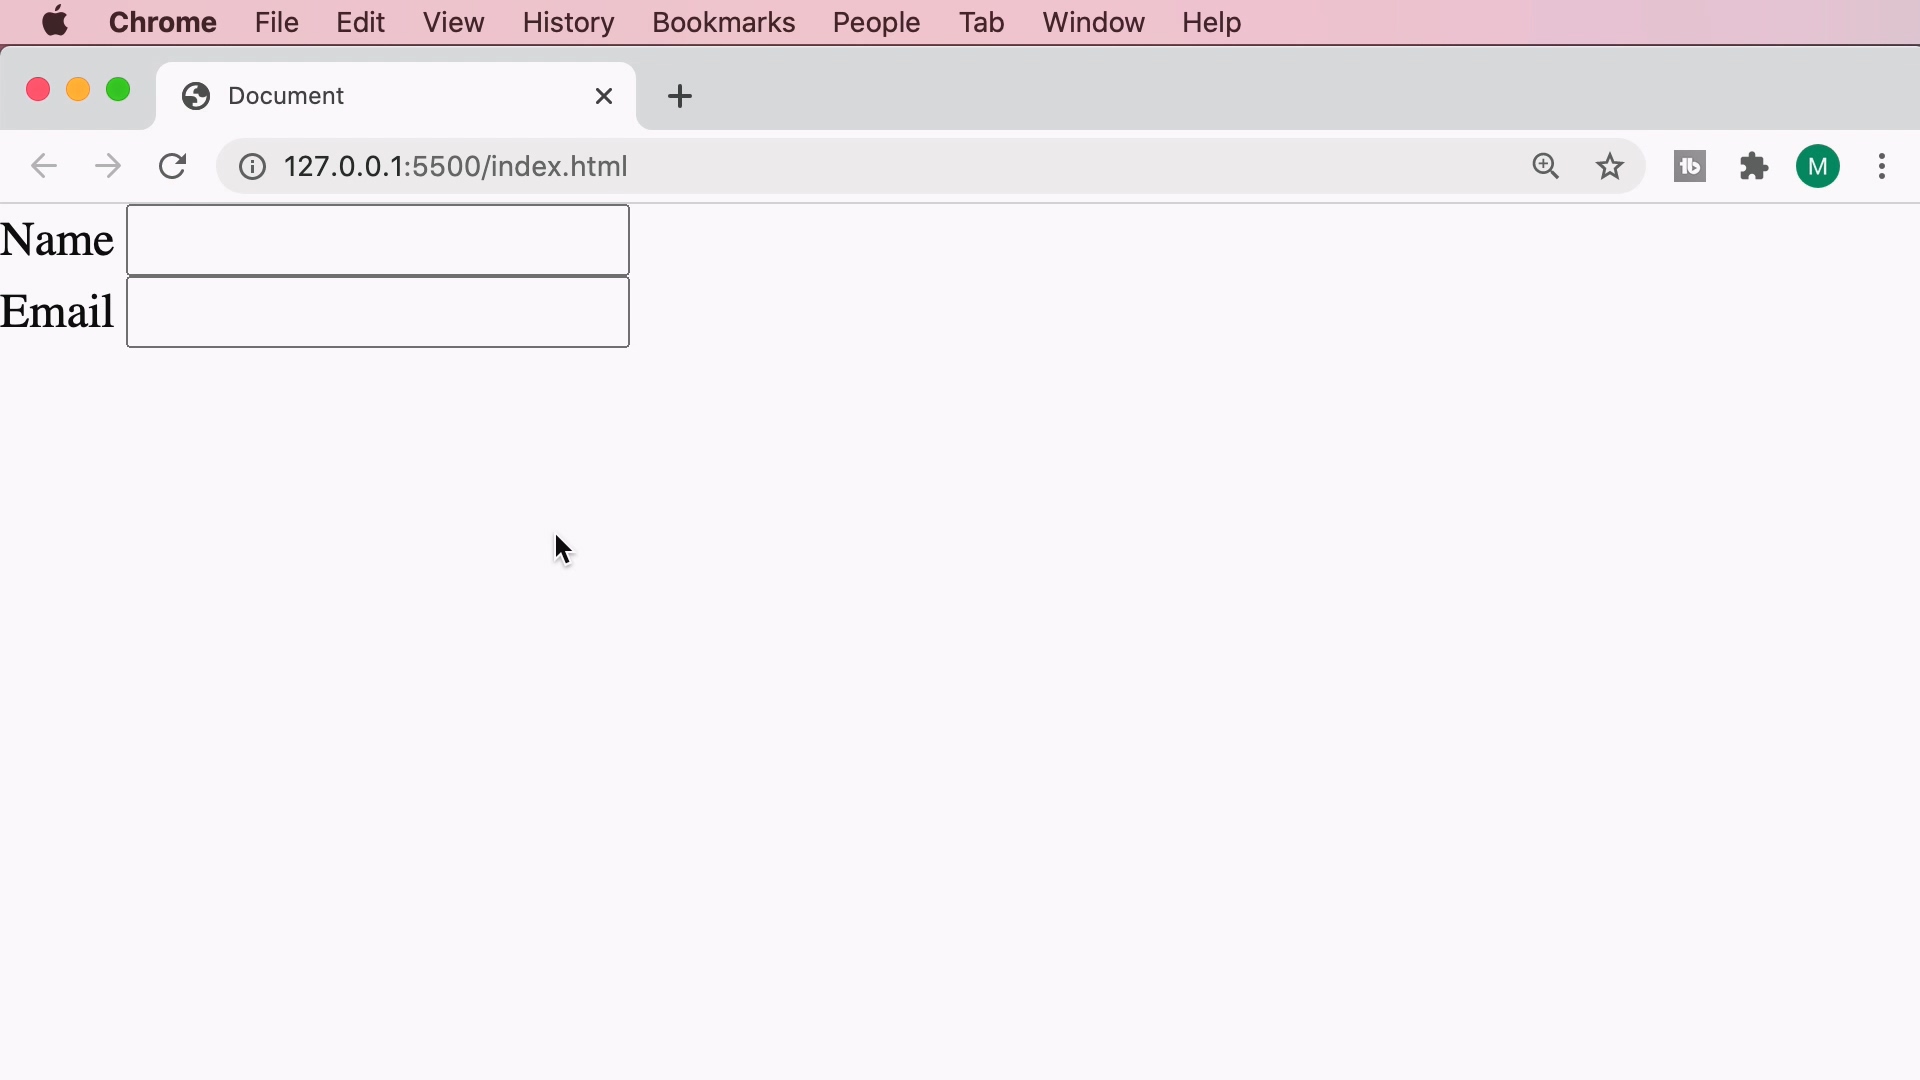 Chrome File Edit View History Bookmarks People Tab Window Help
Document
127.0.0.1:5500/index.html
M
Name
Email